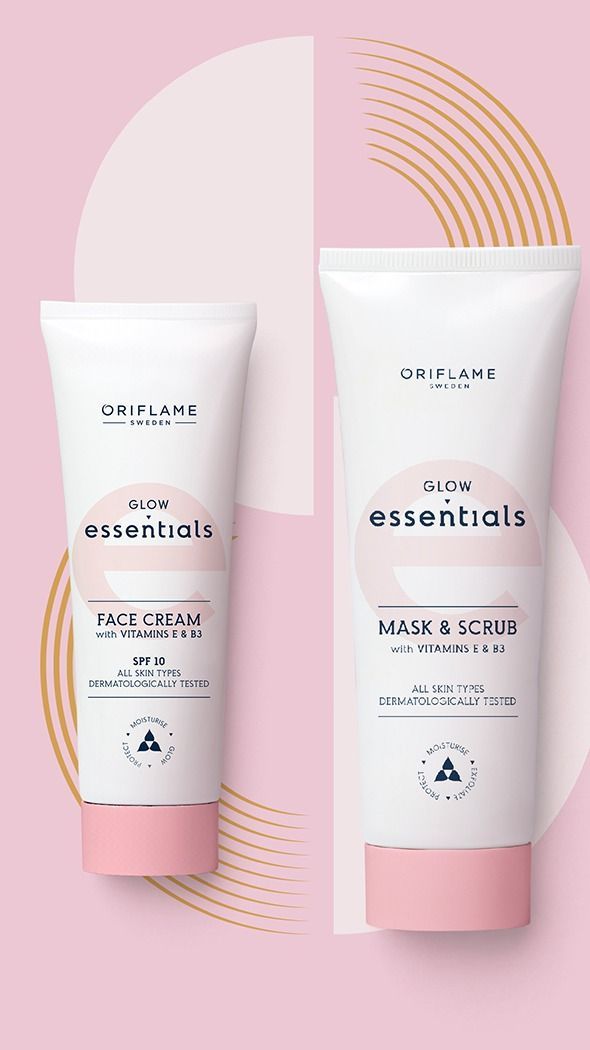 ORIFLAME
SWEDEN
GLOW
essentials
FACE CREAM
with VITAMINS E & B3
SPF 10
ALL SKIN TYPES
DERMATOLOGICALLY TESTED
MOISTURISE
GLOW
PROTECT
ORIFLAME
SWEDEN
GLOW
essentials
MASK & SCRUB
with VITAMINS E & B3
ALL SKIN TYPES
DERMATOLOGICALLY TESTED
MOISTURISE
EXFOLIATE
PROTECT